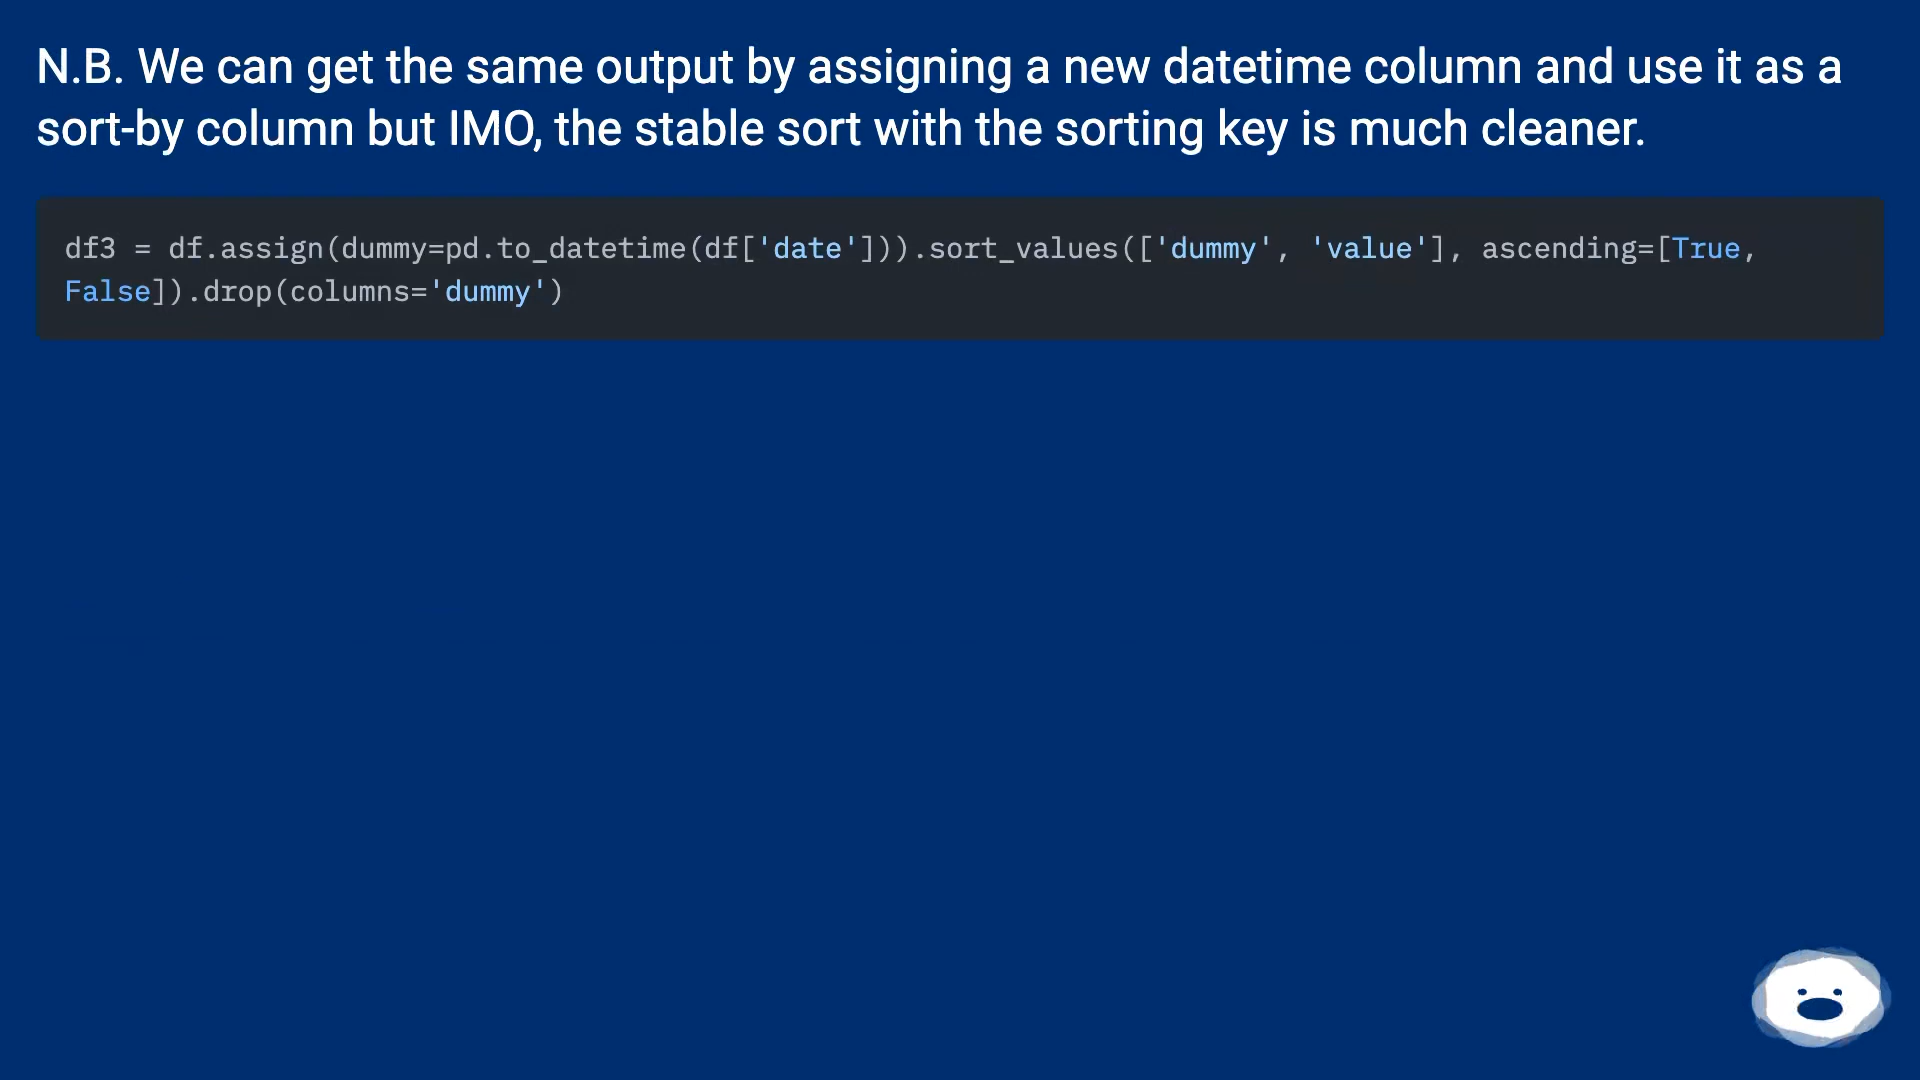 N.B. We can get the same output by assigning a new datetime column and use it as a
sort-by column but IMO, the stable sort with the sorting key is much cleaner.
df3 = df.assign(dummy=pd.to_datetime(df['date'])).sort_values(['dummy', 'value'], ascending=[True,
False]).drop(columns='dummy')